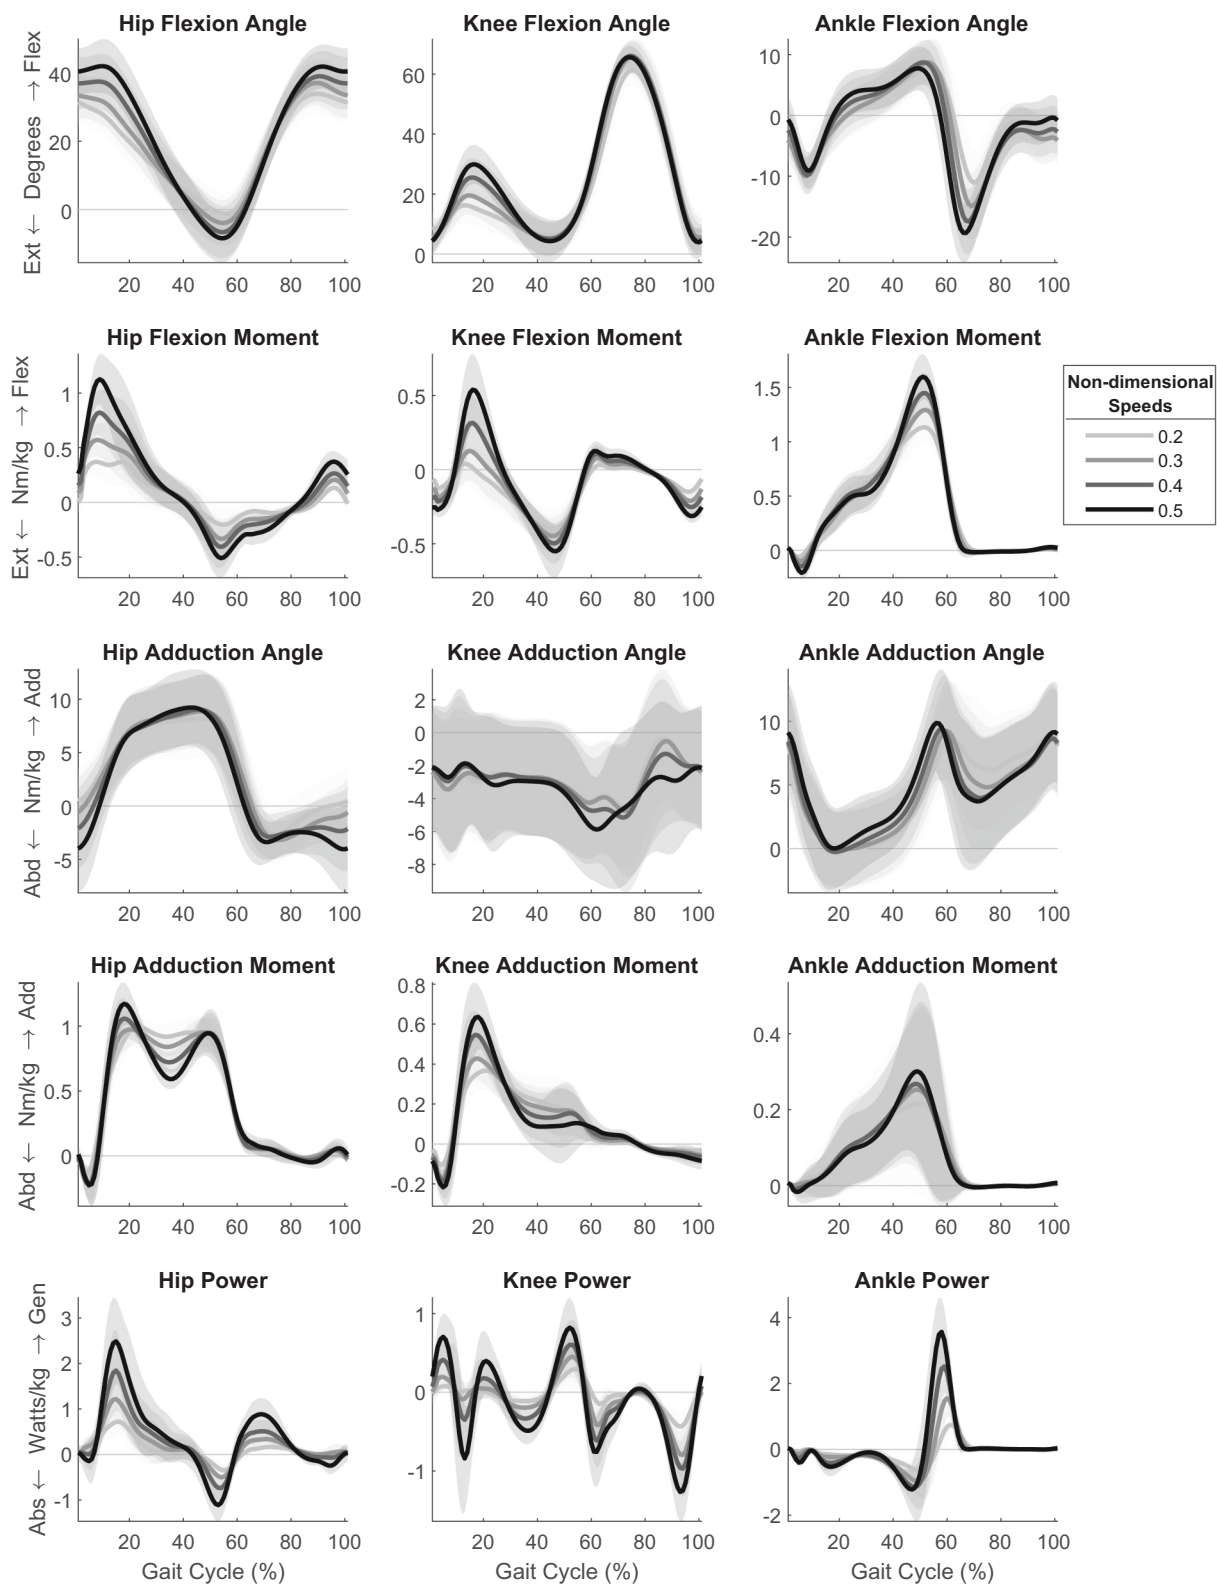 Hip Flexion Angle
Knee Flexion Angle
Ankle Flexion Angle
Ext ← Degrees → Flex
40
20
0
20 40 60 80 100
60
40
20
0
20 40 60 80 100
10
0
-10
-20
20 40 60 80 100
Hip Flexion Moment
Knee Flexion Moment
Ankle Flexion Moment
Ext ← Nm/kg → Flex
1
0.5
0
-0.5
20 40 60 80 100
0.5
0
-0.5
20 40 60 80 100
1.5
1
0.5
0
20 40 60 80 100
Non-dimensional
Speeds
0.2
0.3
0.4
0.5
Hip Adduction Angle
Knee Adduction Angle
Ankle Adduction Angle
Abd ← Nm/kg → Add
10
5
0
-5
20 40 60 80 100
2
0
-2
-4
-6
-8
20 40 60 80 100
10
5
0
20 40 60 80 100
Hip Adduction Moment
Knee Adduction Moment
Ankle Adduction Moment
Abd ← Nm/kg → Add
1
0.5
0
20 40 60 80 100
0.8
0.6
0.4
0.2
0
-0.2
20 40 60 80 100
0.4
0.2
0
20 40 60 80 100
Hip Power
Knee Power
Ankle Power
Abs ← Watts/kg → Gen
3
2
1
0
-1
20 40 60 80 100
Gait Cycle (%)
1
0
-1
20 40 60 80 100
Gait Cycle (%)
4
2
0
-2
20 40 60 80 100
Gait Cycle (%)